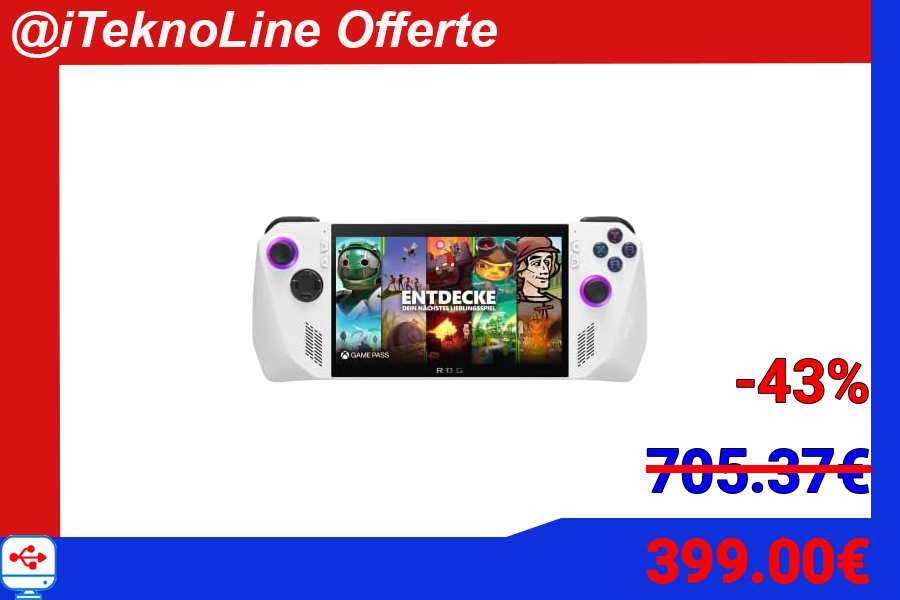 @iTeknoLine Offerte
ENTDECKE
DEIN NÄCHSTES LIEBLINGSSPIEL
GAME PASS
ROG
-43%
705.37€
399.00€